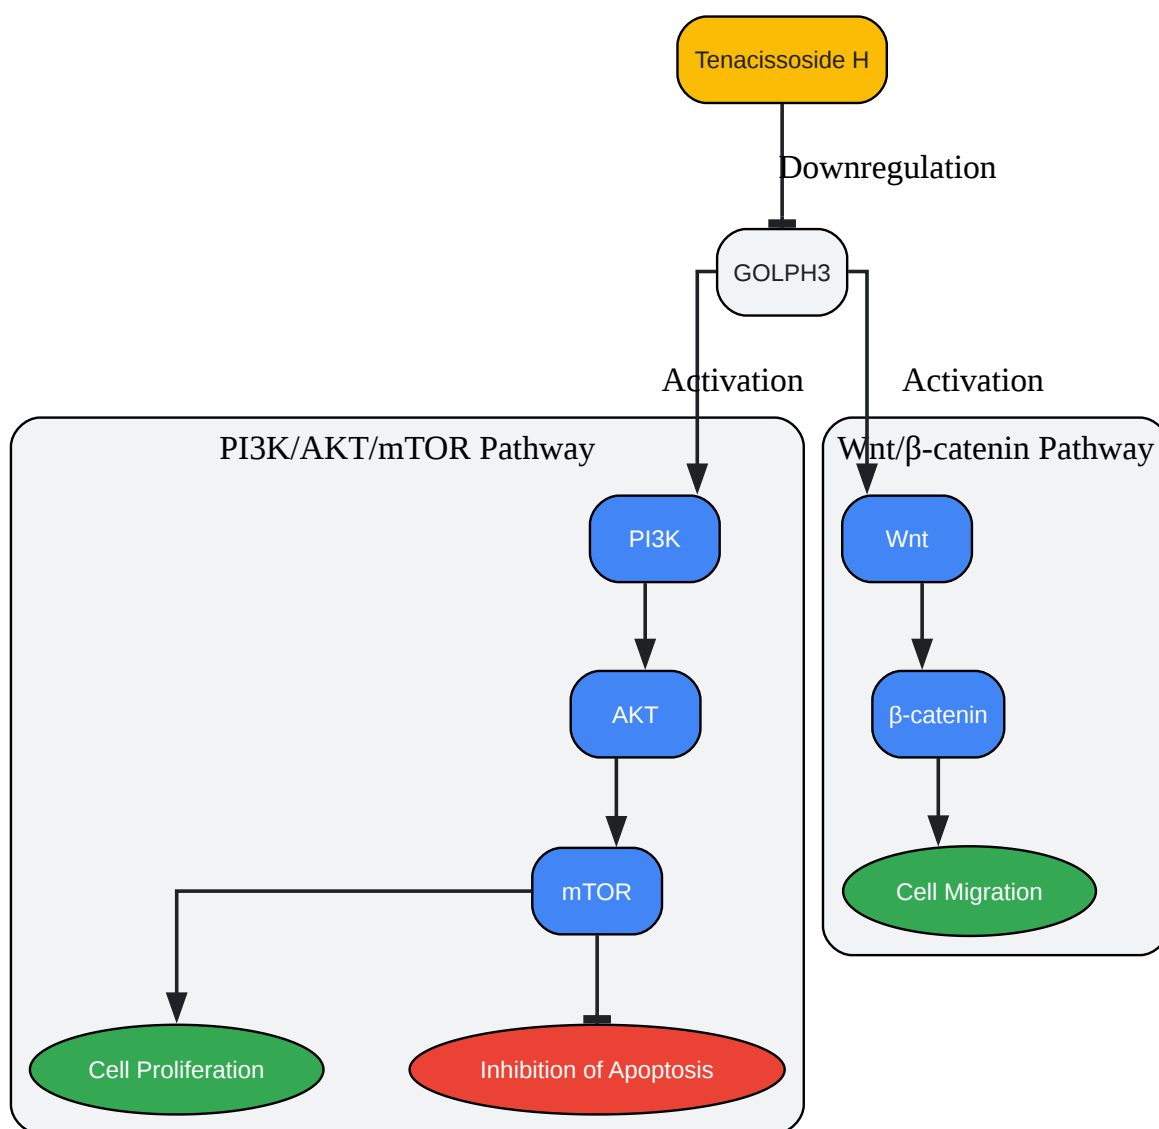 Tenacissoside H
Downregulation
GOLPH3
Activation
Activation
PI3K/AKT/mTOR Pathway
Wnt/β-catenin Pathway
PI3K
Wnt
AKT
β-catenin
mTOR
Cell Migration
Cell Proliferation
Inhibition of Apoptosis